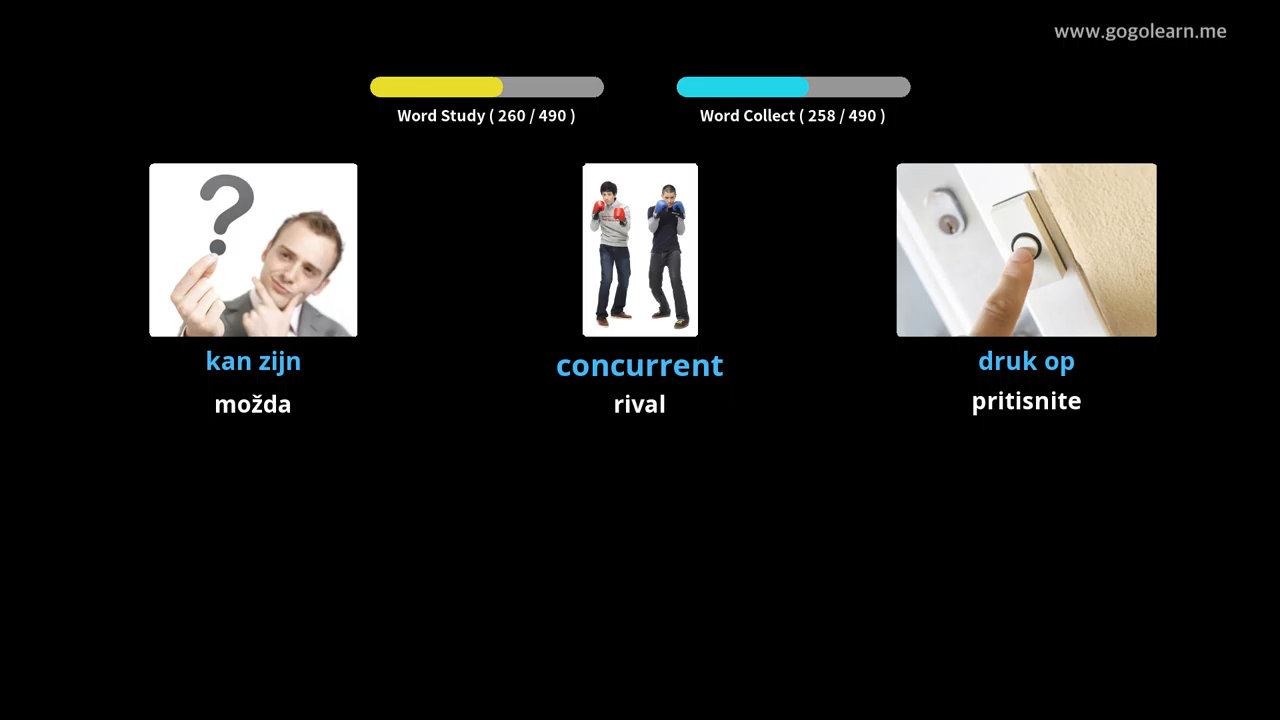 www.gogolearn.me
Word Study ( 260 / 490 )
Word Collect ( 258 / 490 )
kan zijn
možda
concurrent
rival
druk op
pritisnite